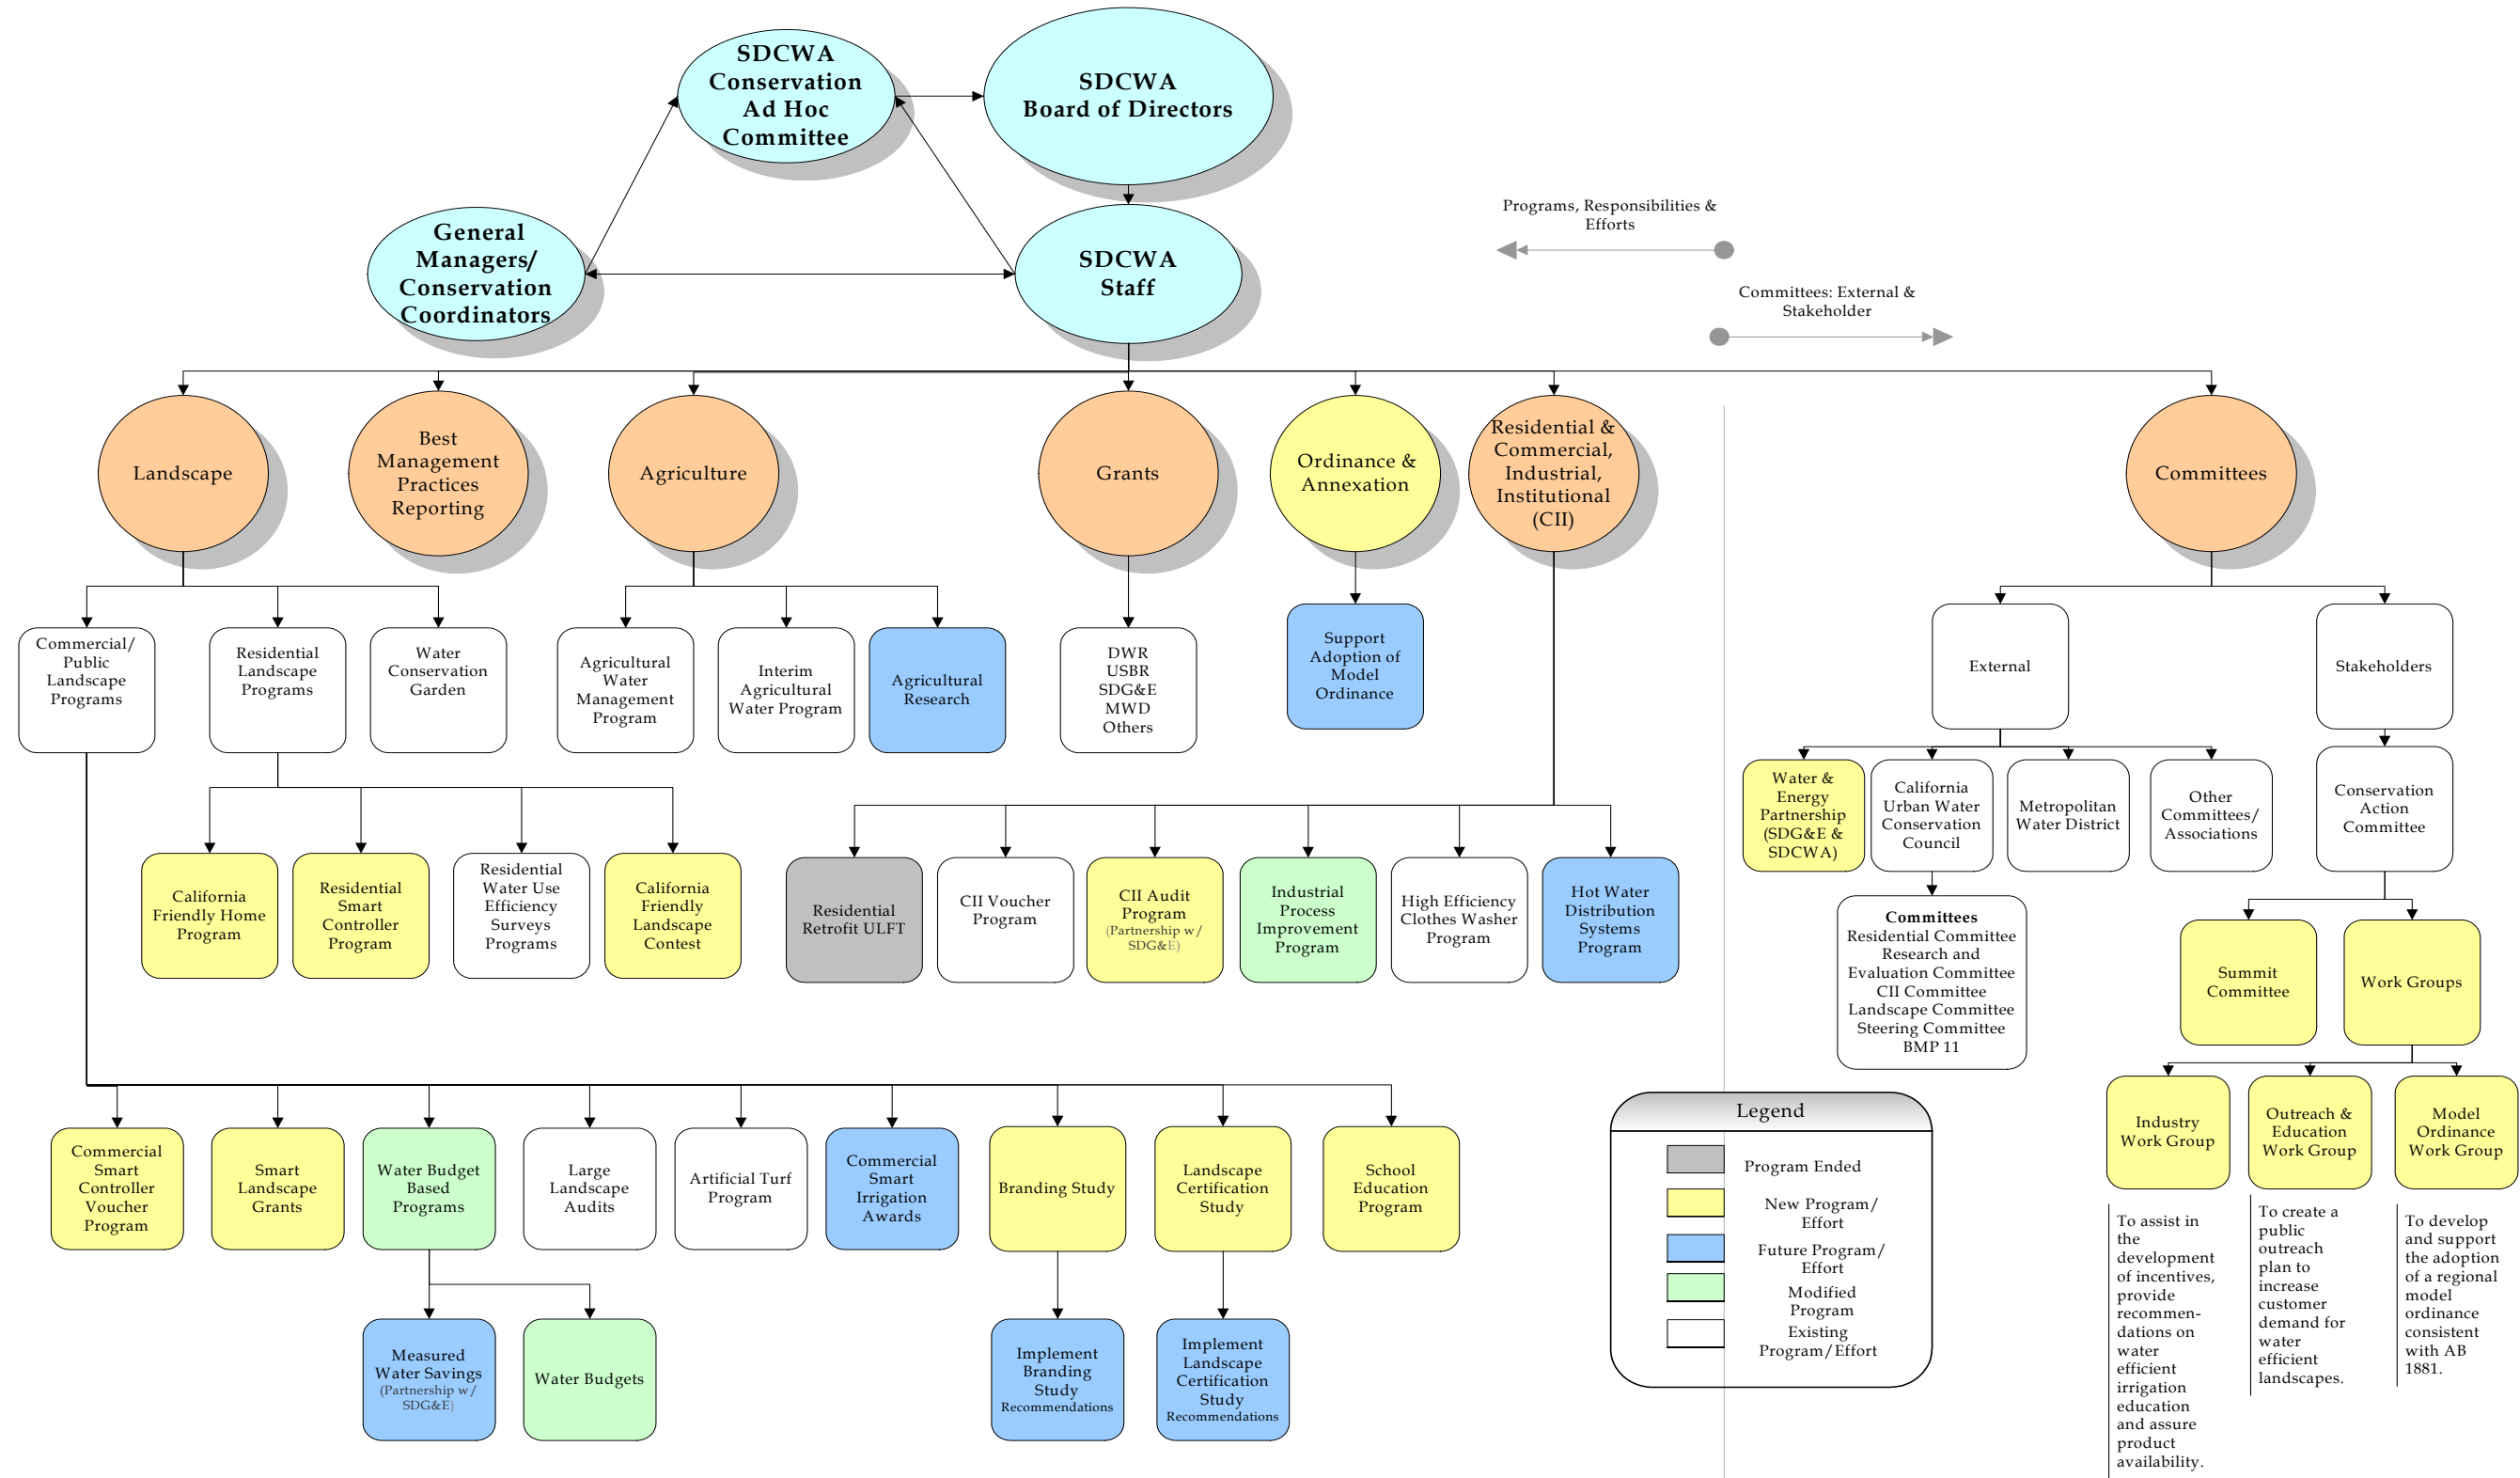 SDCWA
Conservation
Ad Hoc
Committee
SDCWA
Board of Directors
General
Managers/
Conservation
Coordinators
SDCWA
Staff
Programs, Responsibilities &
Efforts
Committees: External &
Stakeholder
Landscape
Best
Management
Practices
Reporting
Agriculture
Grants
Ordinance &
Annexation
Residential &
Commercial,
Industrial,
Institutional
(CII)
Committees
Commercial/
Public
Landscape
Programs
Residential
Landscape
Programs
Water
Conservation
Garden
Agricultural
Water
Management
Program
Interim
Agricultural
Water Program
Agricultural
Research
DWR
USBR
SDG&E
MWD
Others
Support
Adoption of
Model
Ordinance
External
Stakeholders
Water &
Energy
Partnership
(SDG&E &
SDCWA)
California
Urban Water
Conservation
Council
Metropolitan
Water District
Other
Committees/
Associations
Conservation
Action
Committee
California
Friendly Home
Program
Residential
Smart
Controller
Program
Residential
Water Use
Efficiency
Surveys
Programs
California
Friendly
Landscape
Contest
Residential
Retrofit ULFT
CII Voucher
Program
CII Audit
Program
(Partnership w/
SDG&E)
Industrial
Process
Improvement
Program
High Efficiency
Clothes Washer
Program
Hot Water
Distribution
Systems
Program
Committees
Residential Committee
Research and
Evaluation Committee
CII Committee
Landscape Committee
Steering Committee
BMP 11
Summit
Committee
Work Groups
Commercial
Smart
Controller
Voucher
Program
Smart
Landscape
Grants
Water Budget
Based
Programs
Large
Landscape
Audits
Artificial Turf
Program
Commercial
Smart
Irrigation
Awards
Branding Study
Landscape
Certification
Study
School
Education
Program
Measured
Water Savings
(Partnership w/
SDG&E)
Water Budgets
Implement
Branding
Study
Recommendations
Implement
Landscape
Certification
Study
Recommendations
Legend
Program Ended
New Program/
Effort
Future Program/
Effort
Modified
Program
Existing
Program/Effort
Industry
Work Group
Outreach &
Education
Work Group
Model
Ordinance
Work Group
To assist in
the
development
of incentives,
provide
recommen-
dations on
water
efficient
irrigation
education
and assure
product
availability.
To create a
public
outreach
plan to
increase
customer
demand for
water
efficient
landscapes.
To develop
and support
the adoption
of a regional
model
ordinance
consistent
with AB
1881.